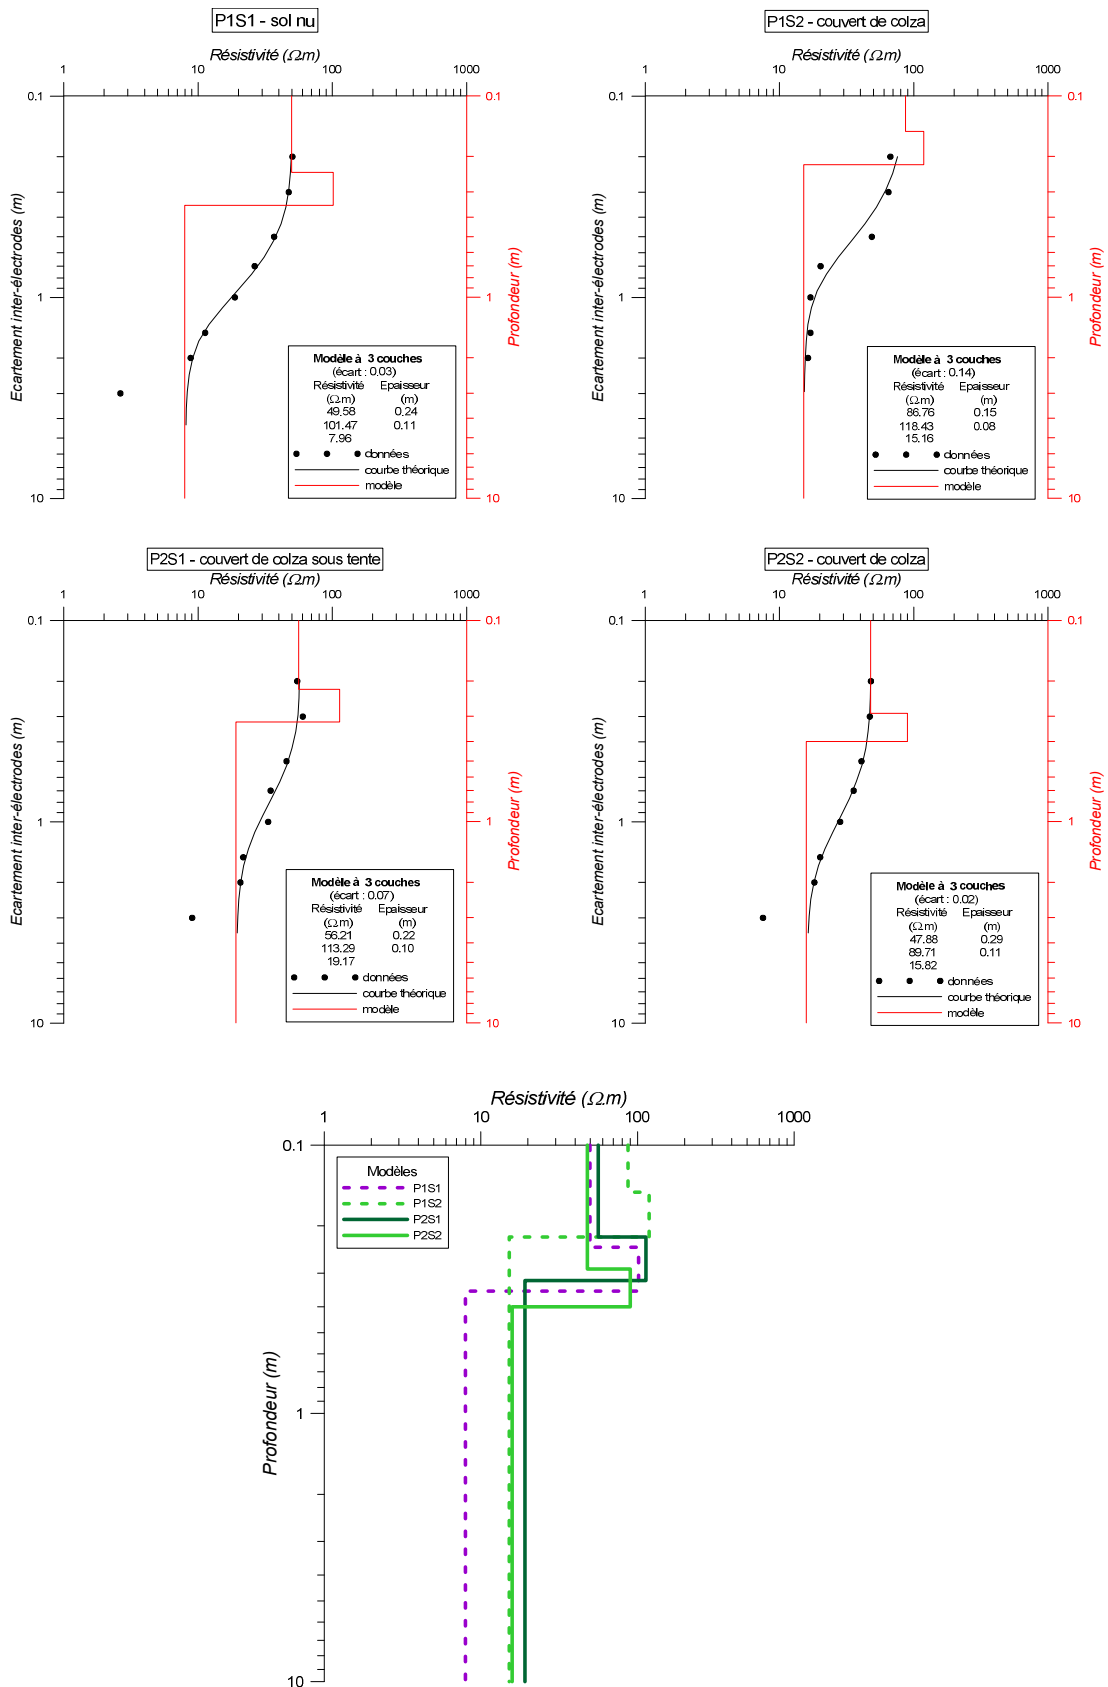 P1S1 - sol nu
Résistivité (Ω.m)
1 10 100 1000
0.1
1
10
Ecartement inter-électrodes (m)
0.1
1
10
Profondeur (m)
Modèle à 3 couches
(écart : 0.03)
Résistivité Epaisseur
(Ω.m) (m)
49.58 0.24
101.47 0.11
7.96
données
courbe théorique
modèle
P1S2 - couvert de colza
Résistivité (Ω.m)
1 10 100 1000
0.1
1
10
Ecartement inter-électrodes (m)
0.1
1
10
Profondeur (m)
Modèle à 3 couches
(écart : 0.14)
Résistivité Epaisseur
(Ω.m) (m)
86.76 0.15
118.43 0.08
15.16
données
courbe théorique
modèle
P2S1 - couvert de colza sous tente
Résistivité (Ω.m)
1 10 100 1000
0.1
1
10
Ecartement inter-électrodes (m)
0.1
1
10
Profondeur (m)
Modèle à 3 couches
(écart : 0.07)
Résistivité Epaisseur
(Ω.m) (m)
56.21 0.22
113.29 0.10
19.17
données
courbe théorique
modèle
P2S2 - couvert de colza
Résistivité (Ω.m)
1 10 100 1000
0.1
1
10
Ecartement inter-électrodes (m)
0.1
1
10
Profondeur (m)
Modèle à 3 couches
(écart : 0.02)
Résistivité Epaisseur
(Ω.m) (m)
47.88 0.29
89.71 0.11
15.82
données
courbe théorique
modèle
Résistivité (Ω.m)
1 10 100 1000
0.1
1
10
Profondeur (m)
Modèles
P1S1
P1S2
P2S1
P2S2